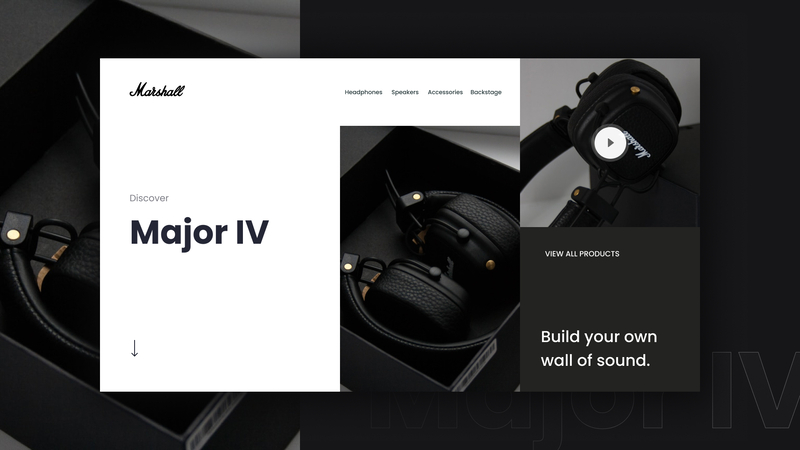 Marshall
Headphones Speakers Accessories Backstage
Discover
Major IV
Marshall
VIEW ALL PRODUCTS
Build your own
wall of sound.
Major IV